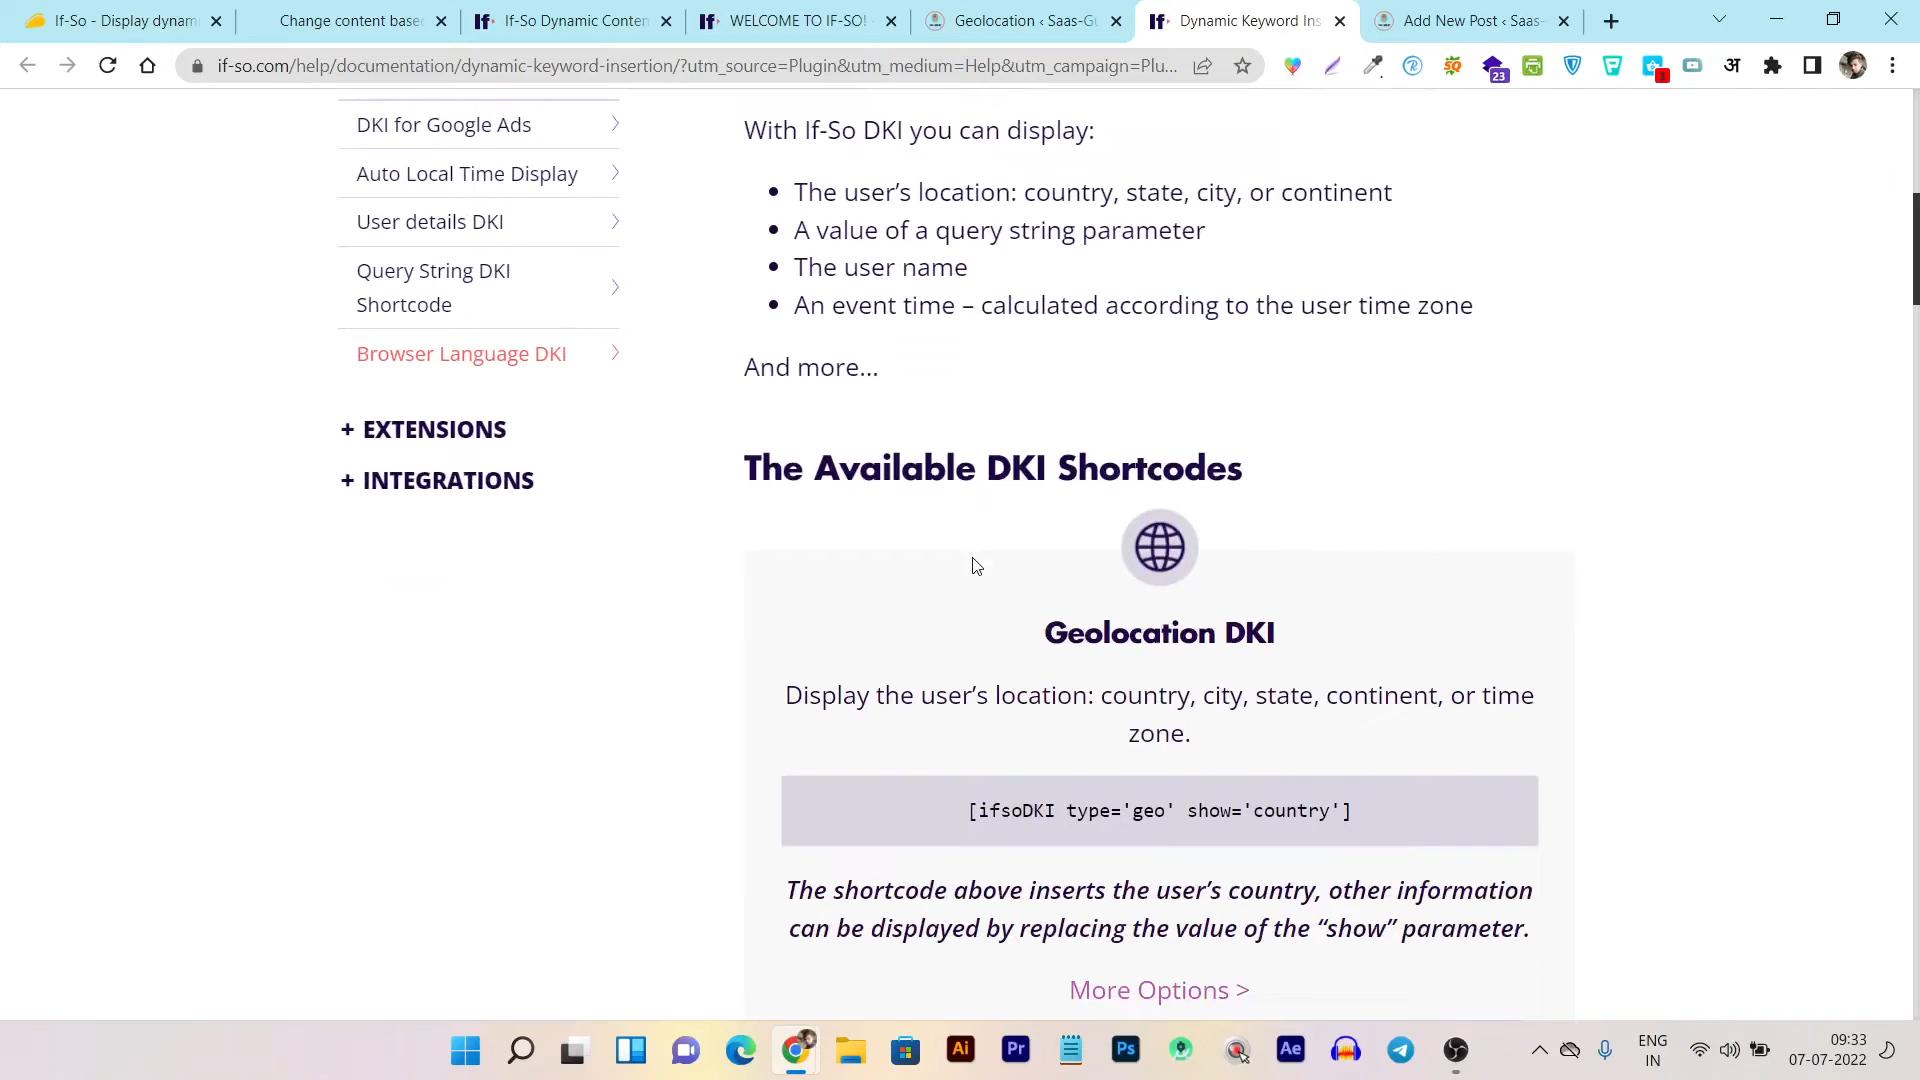 If-So - Display dynam
Change content base
If-So Dynamic Conten
WELCOME TO IF-SO!
Geolocation ‹ Saas-Gu
Dynamic Keyword Ins
Add New Post ‹ Saas-
if-so.com/help/documentation/dynamic-keyword-insertion/?utm_source=Plugin&utm_medium=Help&utm_campaign=Plu...
23
अ
DKI for Google Ads
Auto Local Time Display
User details DKI
Query String DKI
Shortcode
Browser Language DKI
+ EXTENSIONS
+ INTEGRATIONS
With If-So DKI you can display:
• The user’s location: country, state, city, or continent
• A value of a query string parameter
• The user name
• An event time – calculated according to the user time zone
And more…
The Available DKI Shortcodes
Geolocation DKI
Display the user’s location: country, city, state, continent, or time
zone.
[ifsoDKI type='geo' show='country']
The shortcode above inserts the user’s country, other information
can be displayed by replacing the value of the “show” parameter.
More Options >
Ai
Pr
Ps
Ae
ENG
IN
09:33
07-07-2022